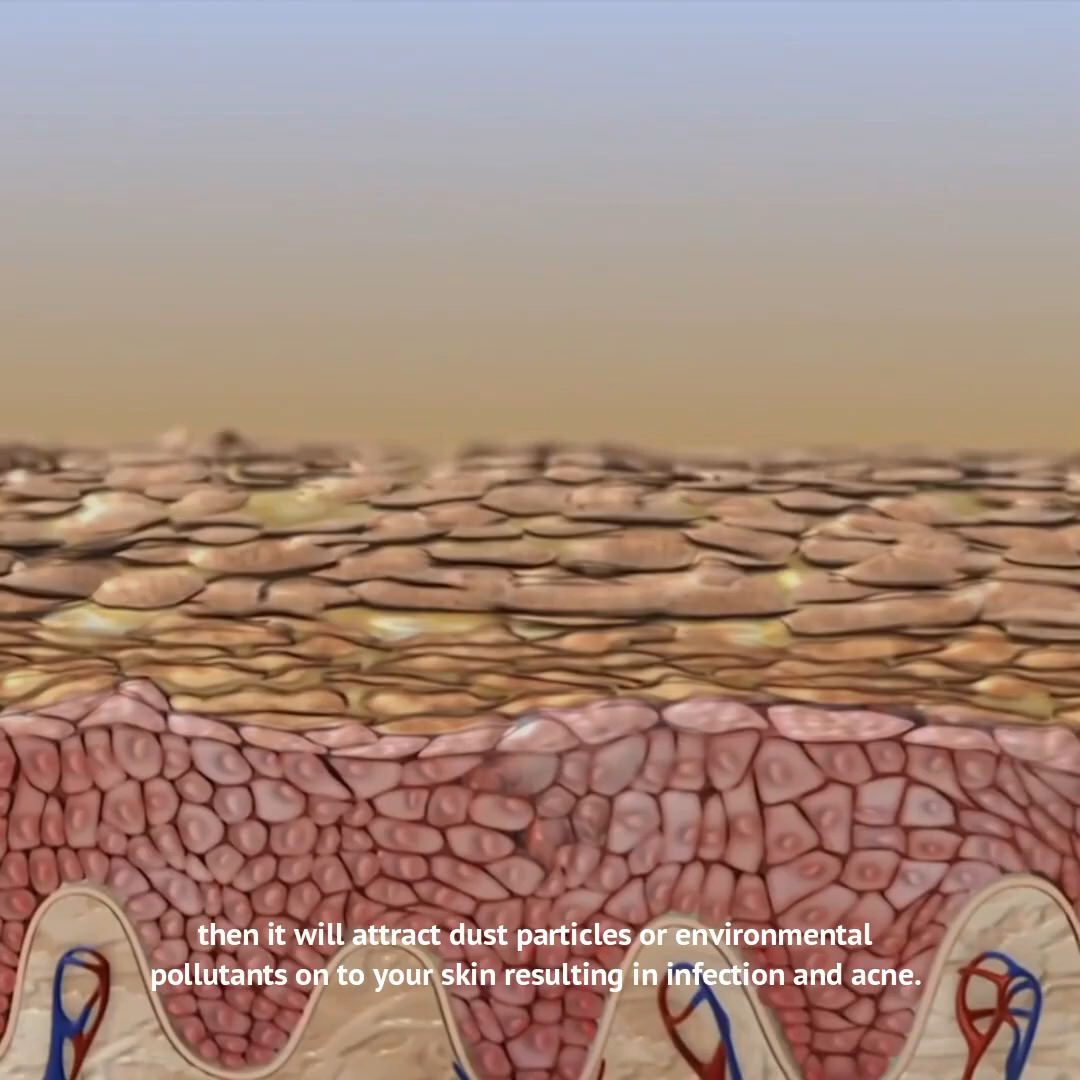 then it will attract dust particles or environmental
pollutants on to your skin resulting in infection and acne.